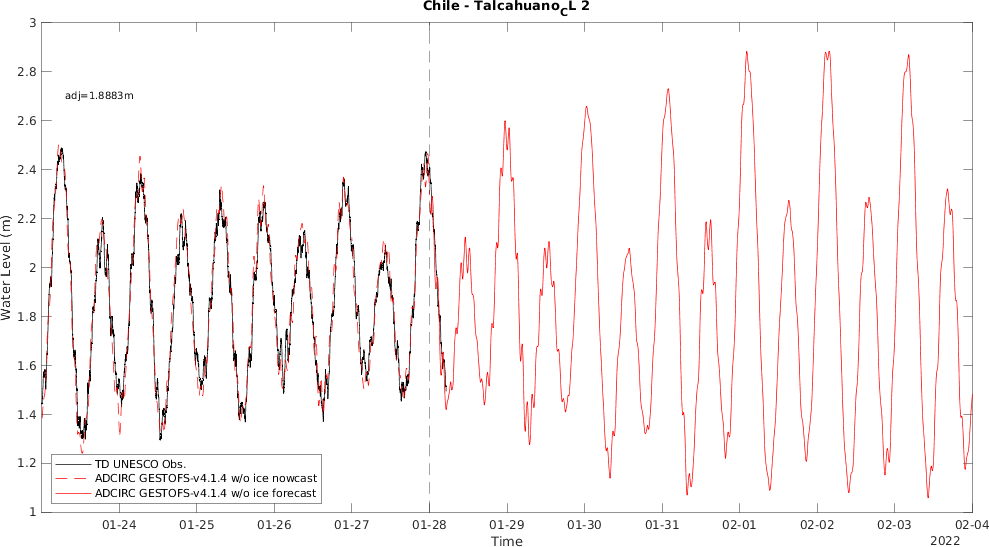 Chile - Talcahuano_CL 2
adj=1.8883m
Water Level (m)
3
2.8
2.6
2.4
2.2
2
1.8
1.6
1.4
1.2
1
TD UNESCO Obs.
ADCIRC GESTOFS-v4.1.4 w/o ice nowcast
ADCIRC GESTOFS-v4.1.4 w/o ice forecast
01-24 01-25 01-26 01-27 01-28 01-29 01-30 01-31 02-01 02-02 02-03 02-04
Time
2022